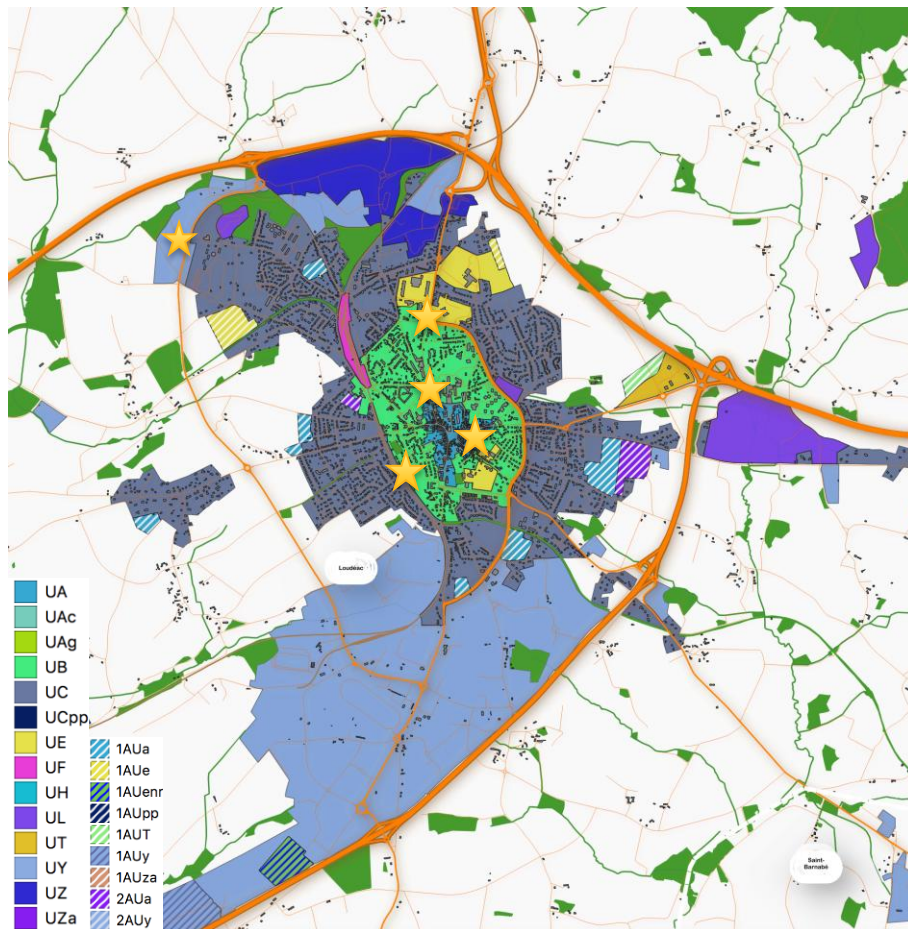 Loudéac
UA
UAc
UAg
UB
UC
UCpp
UE
UF
UH
UL
UT
UY
UZ
UZa
1AUa
1AUe
1AUenr
1AUpp
1AUT
1AUy
1AUza
2AUa
2AUy
Saint-
Barnabé